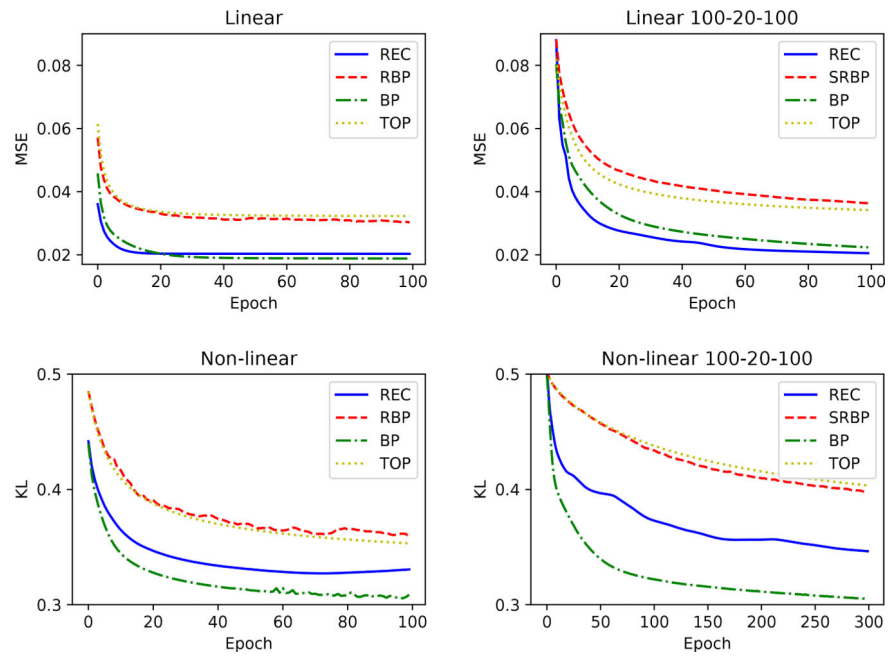 Linear
MSE
0.08
0.06
0.04
0.02
0 20 40 60 80 100
Epoch
REC
RBP
BP
TOP
Linear 100-20-100
MSE
0.08
0.06
0.04
0.02
0 20 40 60 80 100
Epoch
REC
SRBP
BP
TOP
Non-linear
KL
0.5
0.4
0.3
0 20 40 60 80 100
Epoch
REC
RBP
BP
TOP
Non-linear 100-20-100
KL
0.5
0.4
0.3
0 50 100 150 200 250 300
Epoch
REC
SRBP
BP
TOP